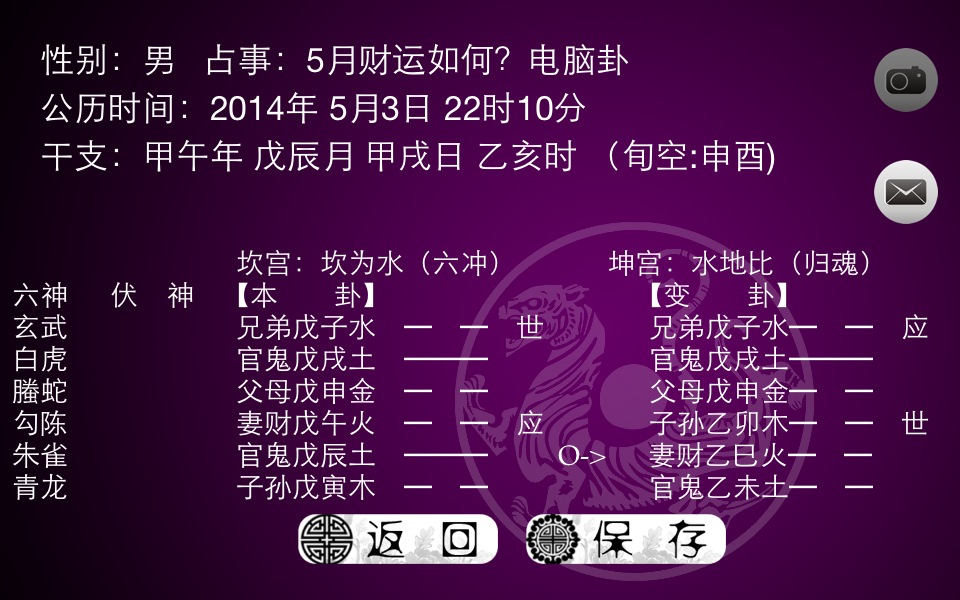 性别：男 占事：5月财运如何？电脑卦
公历时间：2014年 5月3日 22时10分
干支：甲午年 戊辰月 甲戌日 乙亥时 （旬空:申酉)
坎宫：坎为水（六冲） 坤宫：水地比（归魂）
六神 伏 神 【本 卦】 【变 卦】
玄武 兄弟戊子水 世 兄弟戊子水 应
白虎 官鬼戊戌土 官鬼戊戌土
螣蛇 父母戊申金 父母戊申金
勾陈 妻财戊午火 应 子孙乙卯木 世
朱雀 官鬼戊辰土 O-> 妻财乙巳火
青龙 子孙戊寅木 官鬼乙未土
返 回 保 存